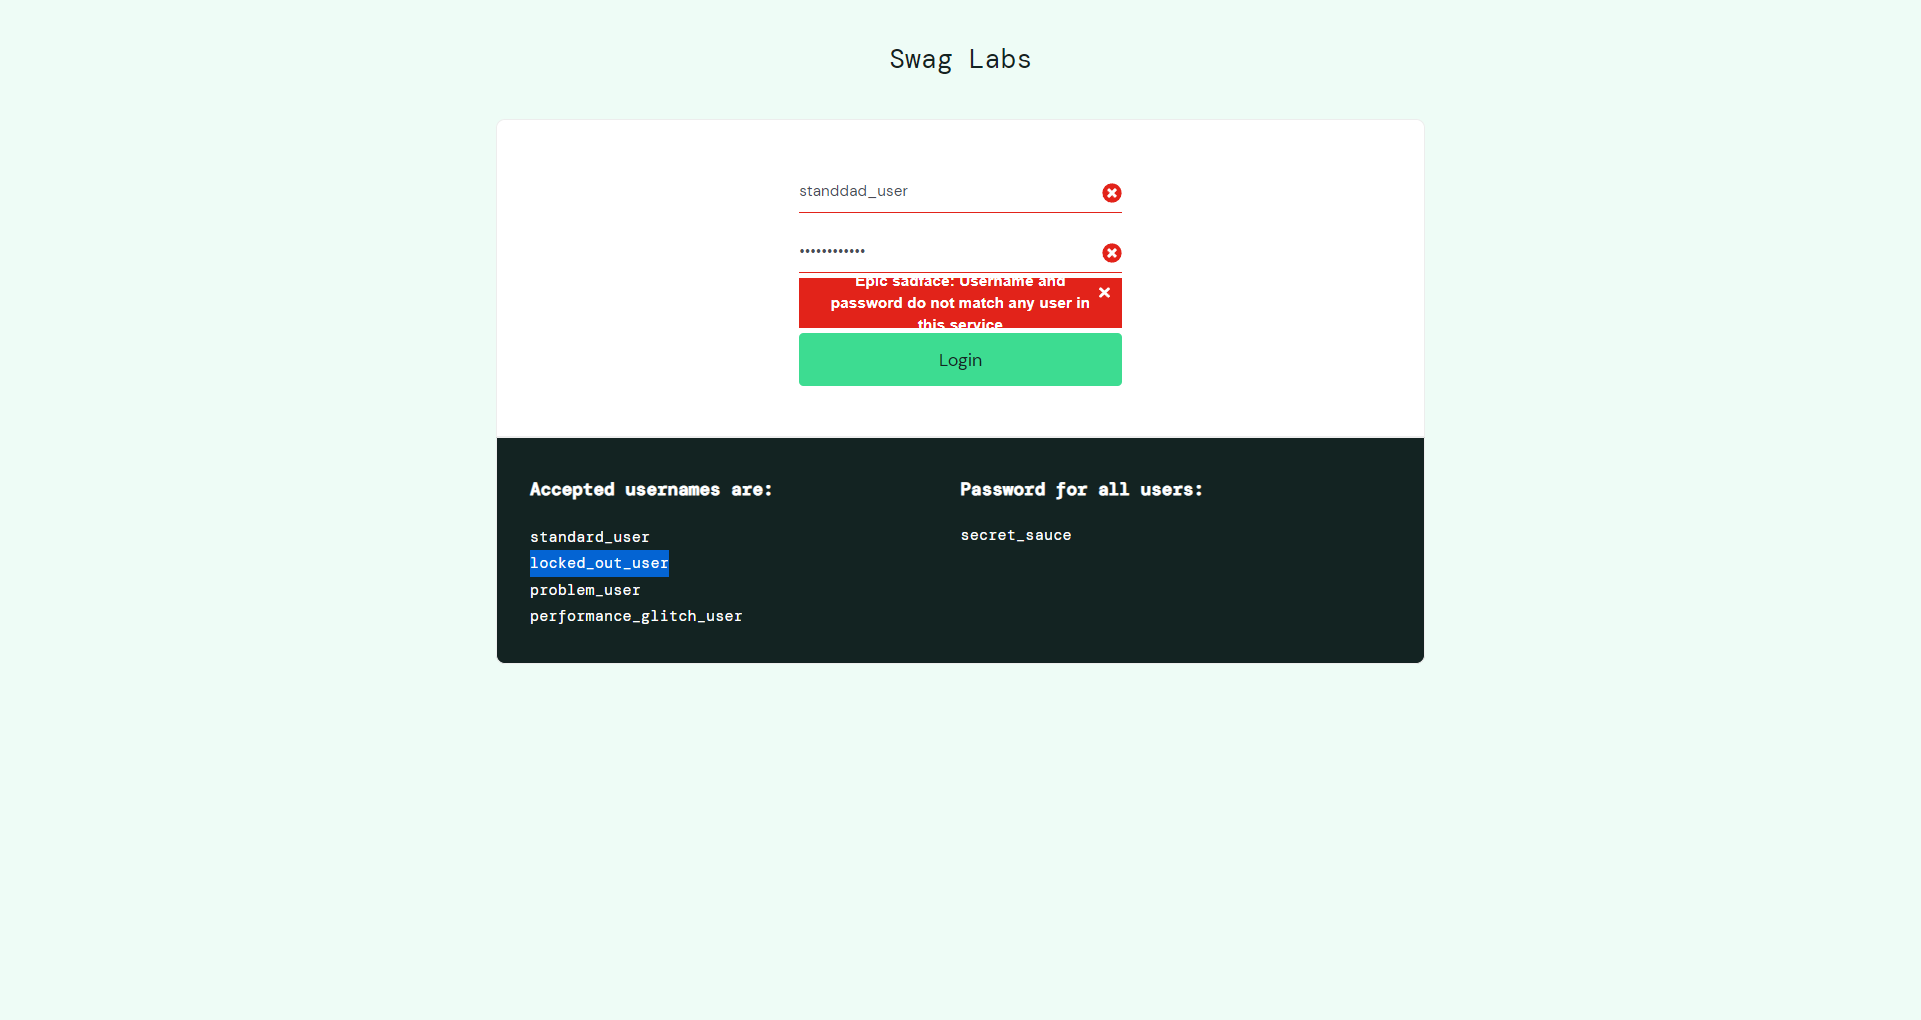 Swag Labs
standdad_user
••••••••••••
Epic sadface: Username and
password do not match any user in
this service
Login
Accepted usernames are:
standard_user
locked_out_user
problem_user
performance_glitch_user
Password for all users:
secret_sauce